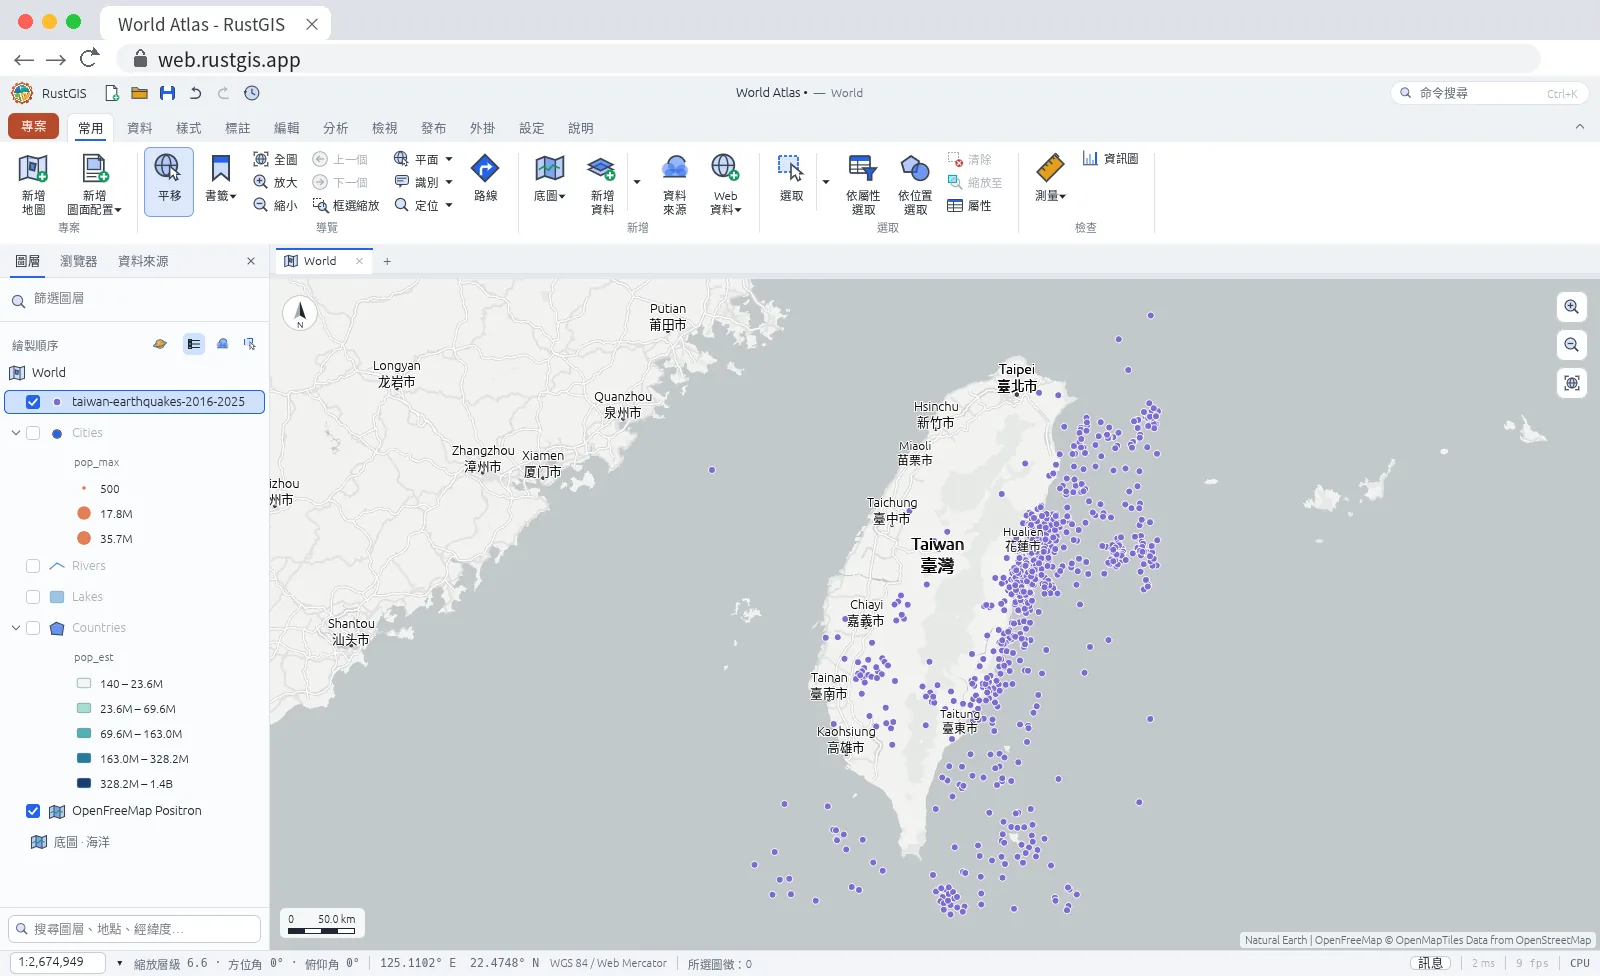 World Atlas - RustGIS
web.rustgis.app
RustGIS
World Atlas • — World
命令搜尋 Ctrl+K
專案 常用 資料 樣式 標註 編輯 分析 檢視 發布 外掛 設定 說明
新增地圖
新增圖面配置
專案
平移
書籤
全圖
放大
縮小
上一個
下一個
框選縮放
平面
識別
定位
路線
導覽
底圖
新增資料
資料來源
Web資料
新增
選取
依屬性選取
依位置選取
清除
縮放至
屬性
選取
測量
資訊圖
檢查
圖層 瀏覽器 資料來源
篩選圖層
繪製順序
World
taiwan-earthquakes-2016-2025
Cities
pop_max
500
17.8M
35.7M
Rivers
Lakes
Countries
pop_est
140 – 23.6M
23.6M – 69.6M
69.6M – 163.0M
163.0M – 328.2M
328.2M – 1.4B
OpenFreeMap Positron
底圖 · 海洋
搜尋圖層、地點、經緯度…
World
N
Putian
莆田市
Longyan
龙岩市
Quanzhou
泉州市
Zhangzhou
漳州市
Xiamen
厦门市
izhou
州市
Shantou
汕头市
Taipei
臺北市
Hsinchu
新竹市
Miaoli
苗栗市
Taichung
臺中市
Taiwan
臺灣
Hualien
花蓮市
Chiayi
嘉義市
Tainan
臺南市
Taitung
臺東市
Kaohsiung
高雄市
0 50.0 km
Natural Earth | OpenFreeMap © OpenMapTiles Data from OpenStreetMap
1:2,674,949 縮放層級 6.6 · 方位角 0° · 俯仰角 0° 125.1102° E 22.4748° N WGS 84 / Web Mercator 所選圖徵：0 訊息 2 ms 9 fps CPU